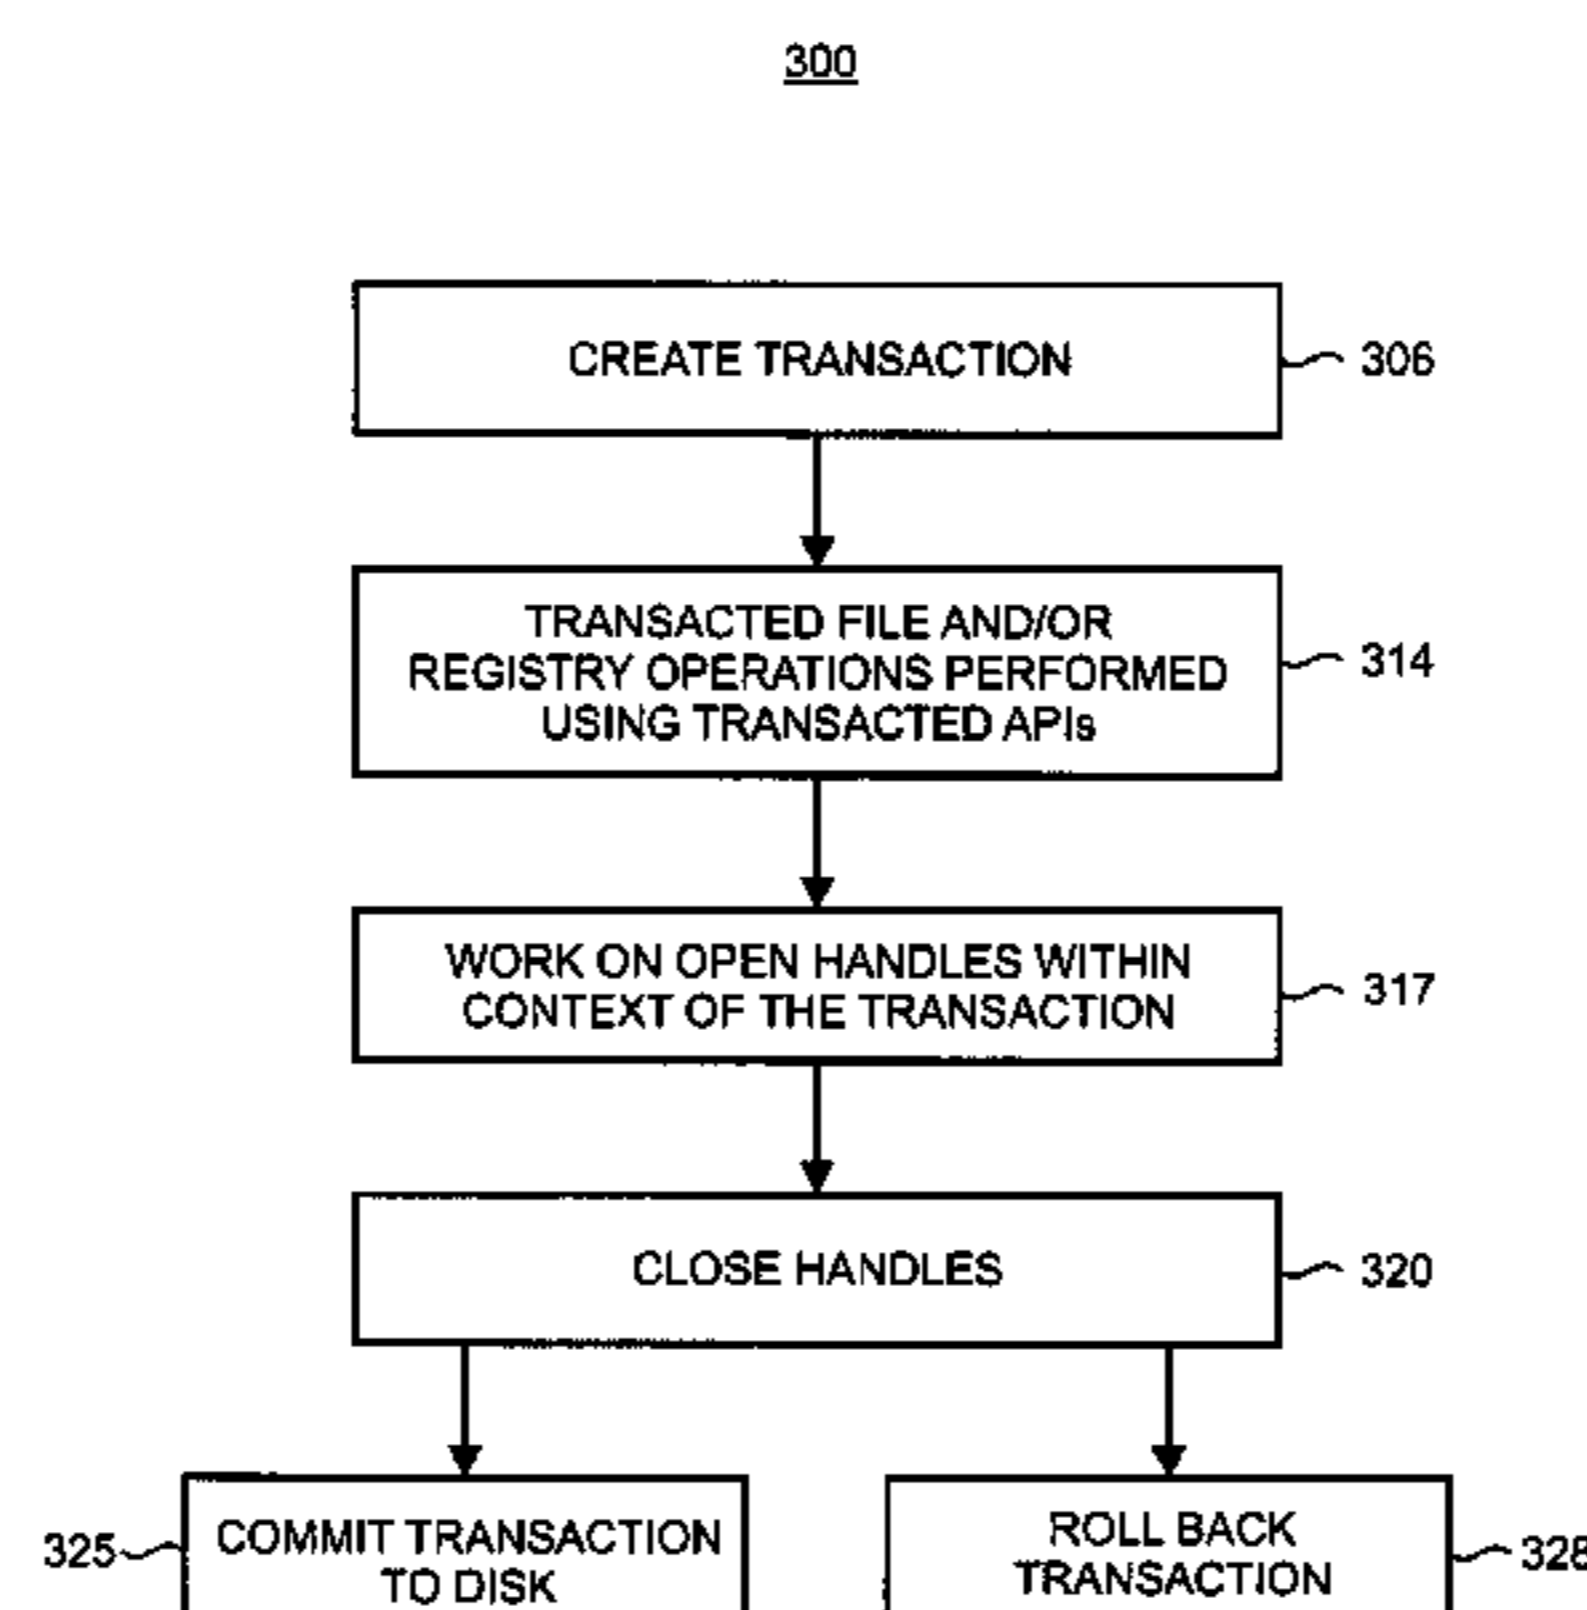 300
CREATE TRANSACTION
306
TRANSACTED FILE AND/OR
REGISTRY OPERATIONS PERFORMED
USING TRANSACTED APIs
314
WORK ON OPEN HANDLES WITHIN
CONTEXT OF THE TRANSACTION
317
CLOSE HANDLES
320
325
COMMIT TRANSACTION
TO DISK
ROLL BACK
TRANSACTION
328